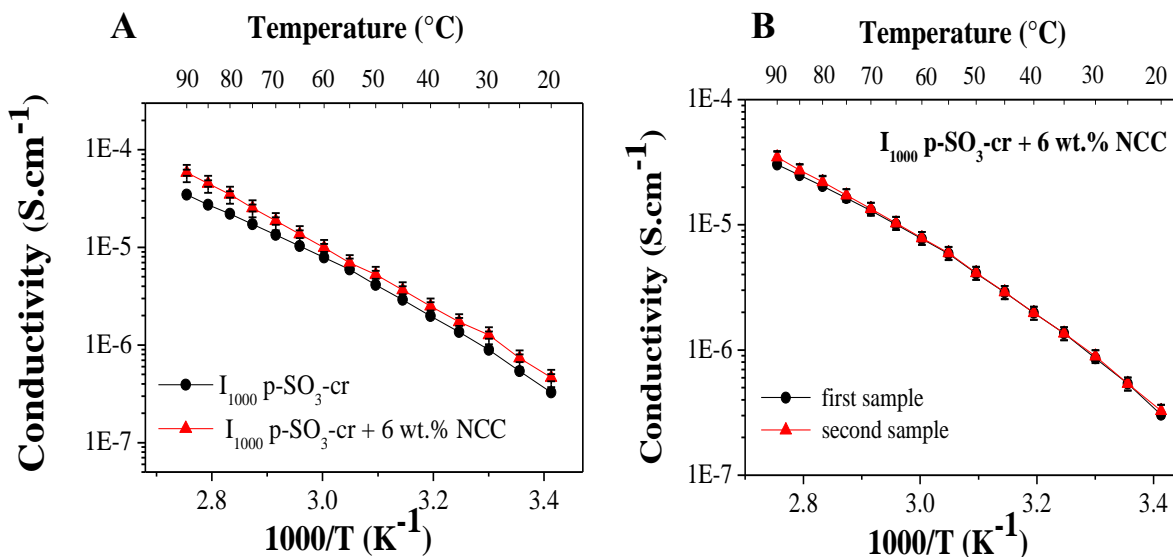 A
Temperature (°C)
90 80 70 60 50 40 30 20
Conductivity (S.cm⁻¹)
1E-4
1E-5
1E-6
1E-7
I₁₀₀₀ p-SO₃-cr
I₁₀₀₀ p-SO₃-cr + 6 wt.% NCC
2.8 3.0 3.2 3.4
1000/T (K⁻¹)
B
Temperature (°C)
90 80 70 60 50 40 30 20
Conductivity (S.cm⁻¹)
1E-4
1E-5
1E-6
1E-7
I₁₀₀₀ p-SO₃-cr + 6 wt.% NCC
first sample
second sample
2.8 3.0 3.2 3.4
1000/T (K⁻¹)